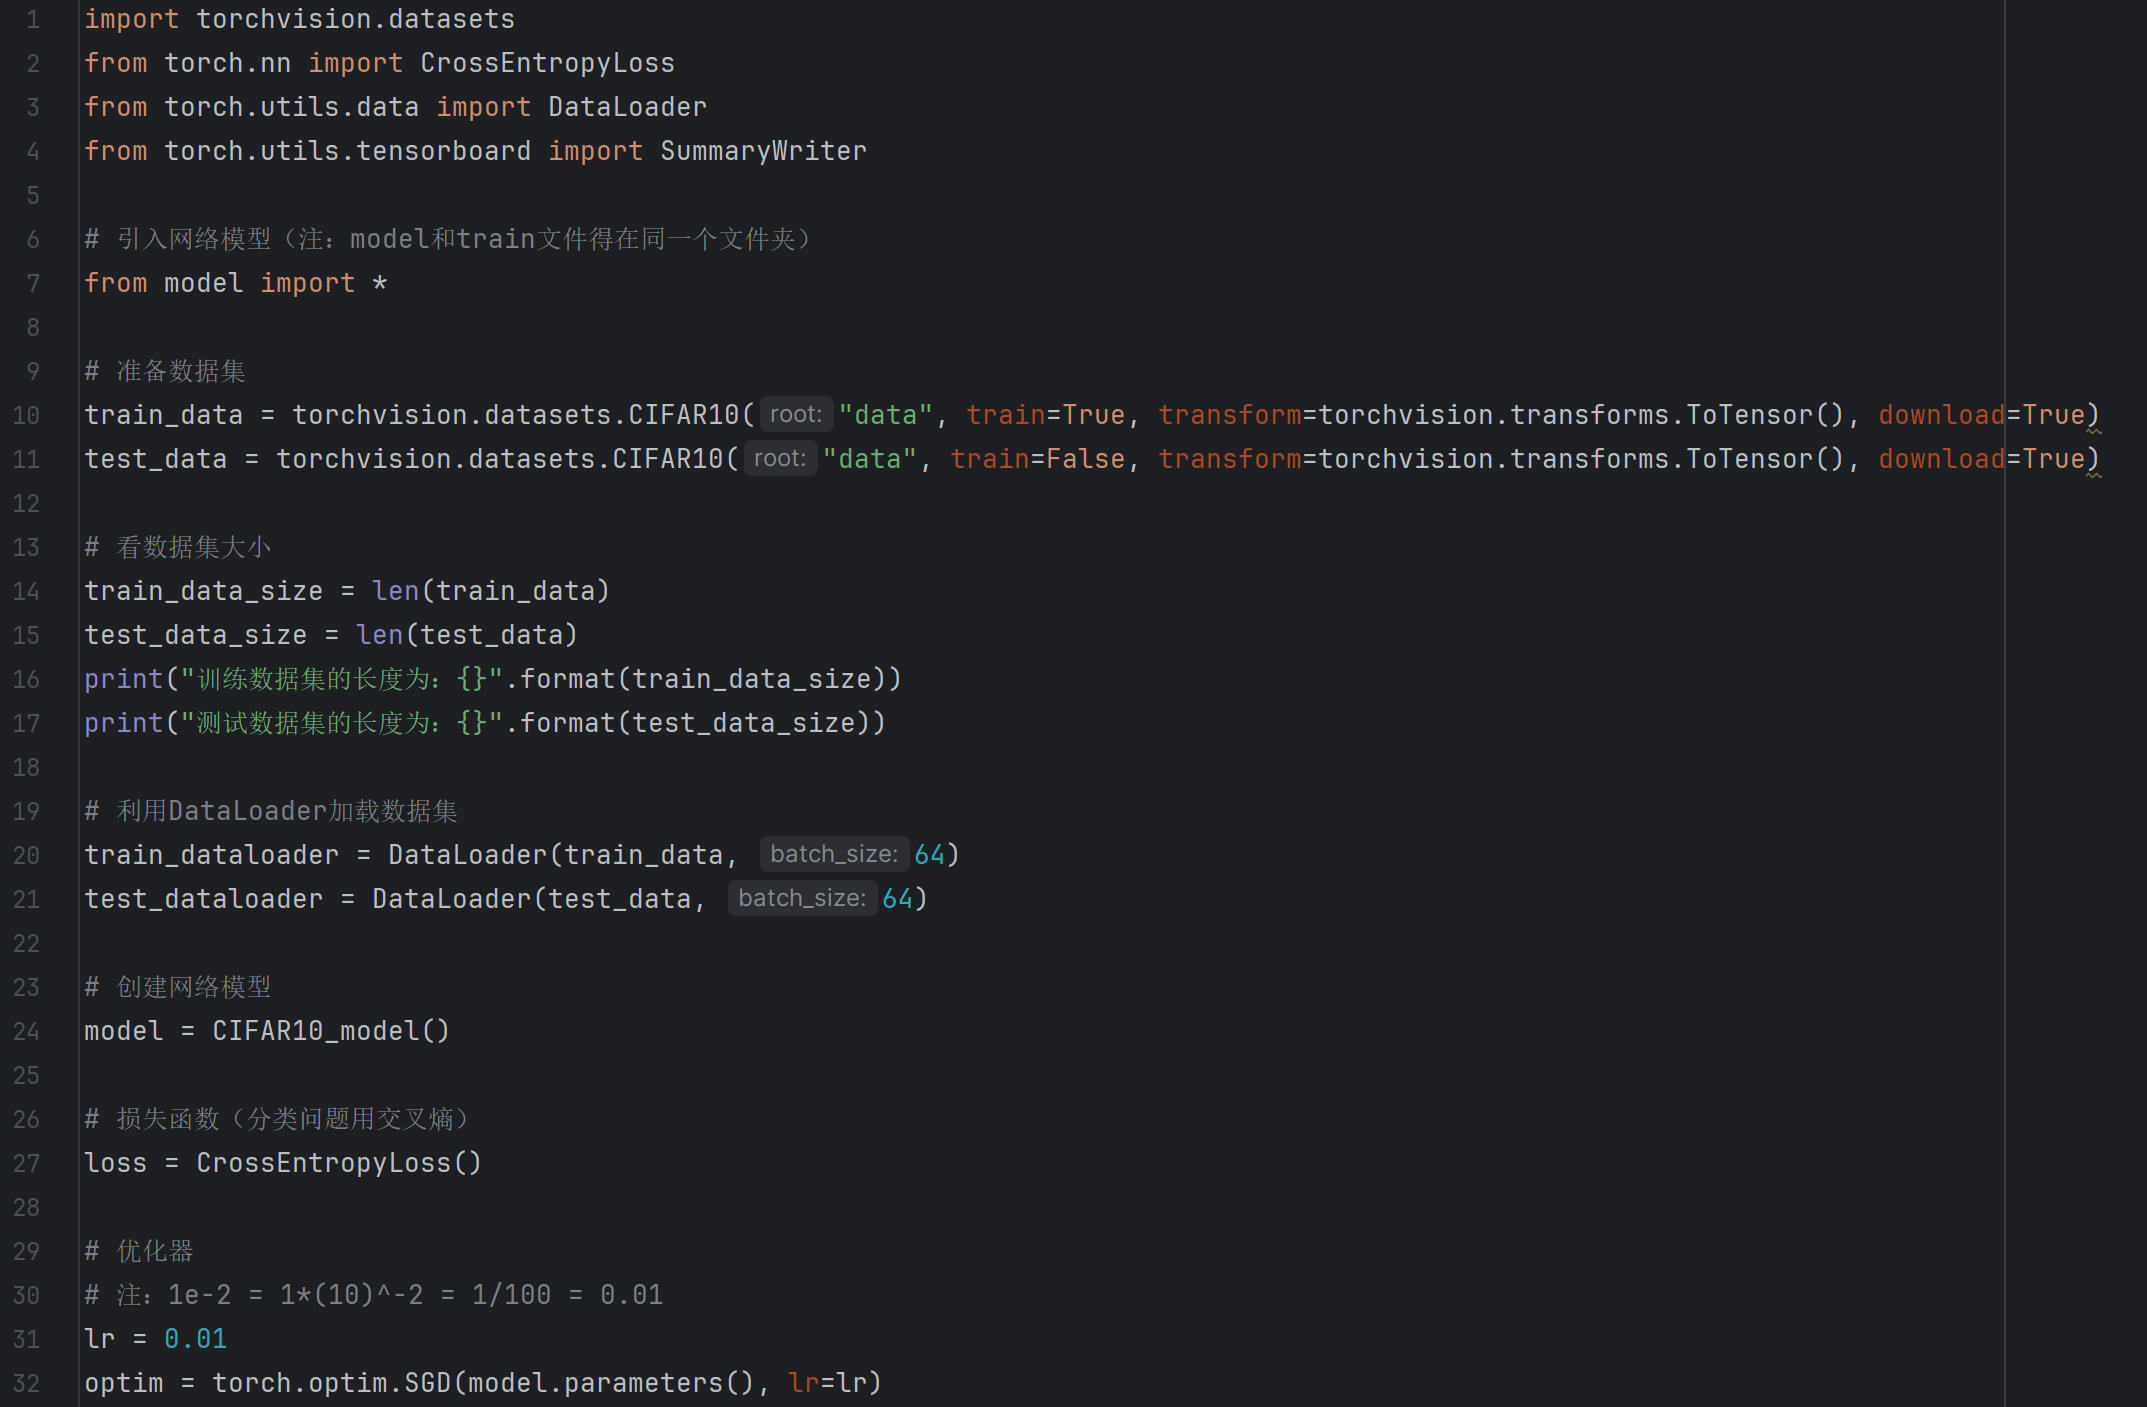 1 import torchvision.datasets
2 from torch.nn import CrossEntropyLoss
3 from torch.utils.data import DataLoader
4 from torch.utils.tensorboard import SummaryWriter
5
6 # 引入网络模型（注：model和train文件得在同一个文件夹）
7 from model import *
8
9 # 准备数据集
10 train_data = torchvision.datasets.CIFAR10( root: "data", train=True, transform=torchvision.transforms.ToTensor(), download=True)
11 test_data = torchvision.datasets.CIFAR10( root: "data", train=False, transform=torchvision.transforms.ToTensor(), download=True)
12
13 # 看数据集大小
14 train_data_size = len(train_data)
15 test_data_size = len(test_data)
16 print("训练数据集的长度为：{}".format(train_data_size))
17 print("测试数据集的长度为：{}".format(test_data_size))
18
19 # 利用DataLoader加载数据集
20 train_dataloader = DataLoader(train_data, batch_size: 64)
21 test_dataloader = DataLoader(test_data, batch_size: 64)
22
23 # 创建网络模型
24 model = CIFAR10_model()
25
26 # 损失函数（分类问题用交叉熵）
27 loss = CrossEntropyLoss()
28
29 # 优化器
30 # 注：1e-2 = 1*(10)^-2 = 1/100 = 0.01
31 lr = 0.01
32 optim = torch.optim.SGD(model.parameters(), lr=lr)